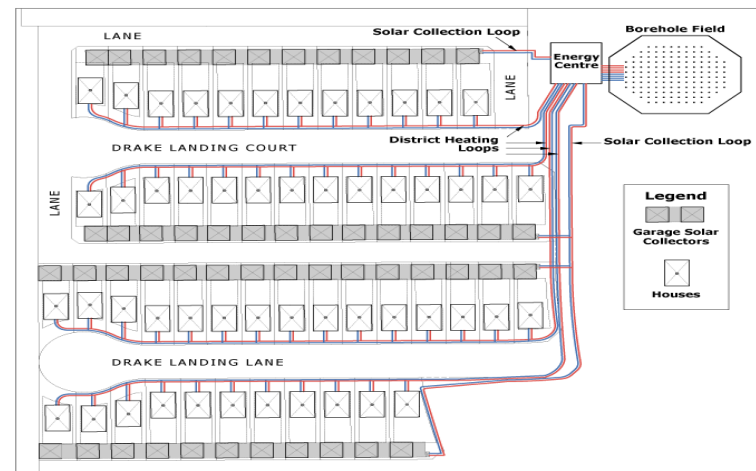 LANE
Solar Collection Loop
Energy
Centre
Borehole Field
LANE
DRAKE LANDING COURT
District Heating
Loops
Solar Collection Loop
LANE
Legend
Garage Solar
Collectors
Houses
DRAKE LANDING LANE